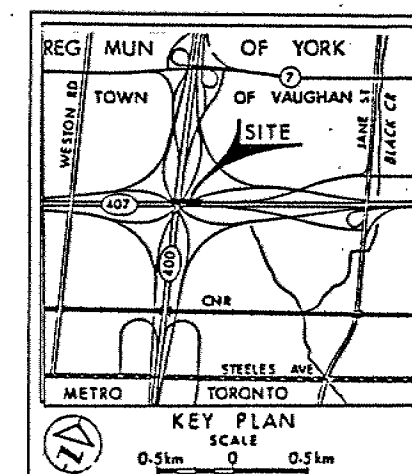 REG MUN OF YORK
7
TOWN OF VAUGHAN
WESTON RD
JANE ST
BLACK CR
SITE
407
400
CNR
STEELES AVE
METRO TORONTO
KEY PLAN
SCALE
0·5km 0 0·5km